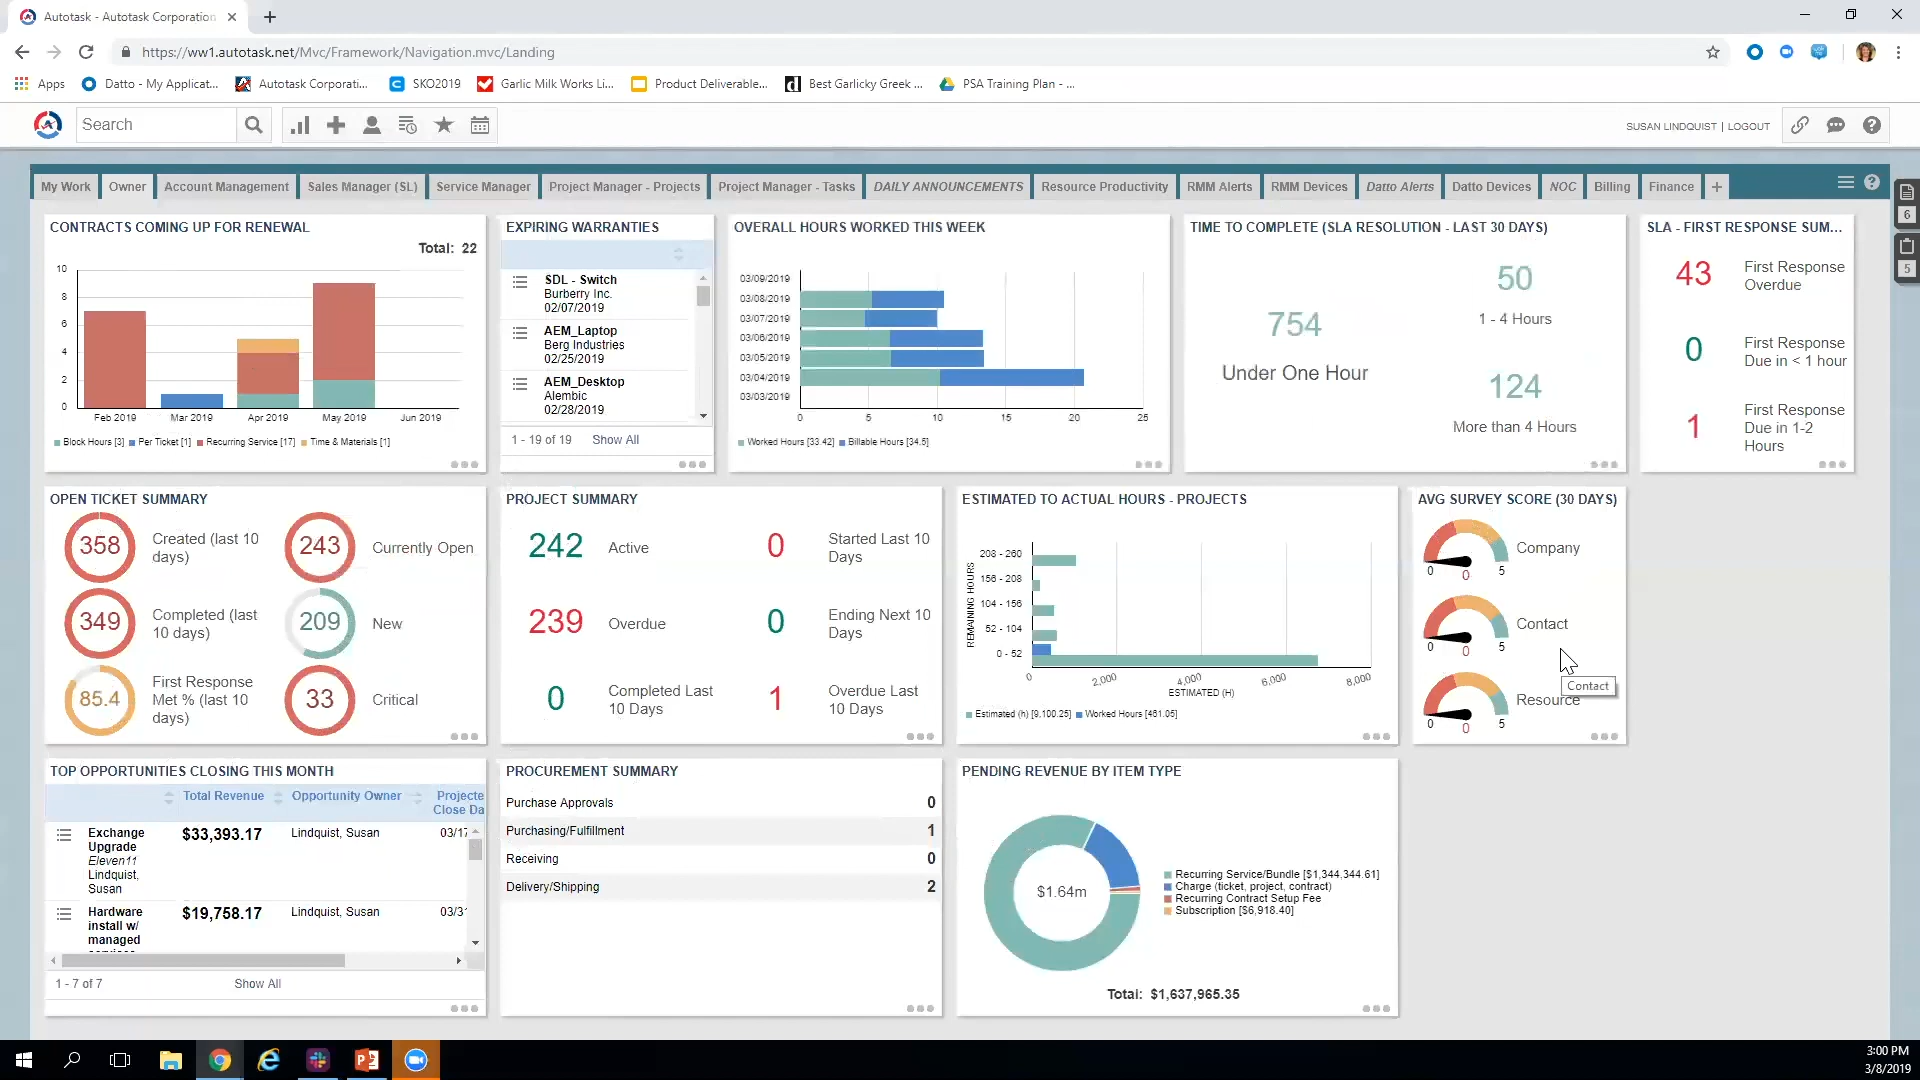 Autotask - Autotask Corporation
https://ww1.autotask.net/Mvc/Framework/Navigation.mvc/Landing
Apps
Datto - My Applicat...
Autotask Corporati...
SKO2019
Garlic Milk Works Li...
Product Deliverable...
Best Garlicky Greek ...
PSA Training Plan - ...
Search
SUSAN LINDQUIST | LOGOUT
My Work
Owner
Account Management
Sales Manager (SL)
Service Manager
Project Manager - Projects
Project Manager - Tasks
DAILY ANNOUNCEMENTS
Resource Productivity
RMM Alerts
RMM Devices
Datto Alerts
Datto Devices
NOC
Billing
Finance
6
5
CONTRACTS COMING UP FOR RENEWAL
Total: 22
10
8
6
4
2
0
Feb 2019
Mar 2019
Apr 2019
May 2019
Jun 2019
Block Hours [3]
Per Ticket [1]
Recurring Service [17]
Time & Materials [1]
EXPIRING WARRANTIES
SDL - Switch
Burberry Inc.
02/07/2019
AEM_Laptop
Berg Industries
02/25/2019
AEM_Desktop
Alembic
02/28/2019
1 - 19 of 19
Show All
OVERALL HOURS WORKED THIS WEEK
03/09/2019
03/08/2019
03/07/2019
03/06/2019
03/05/2019
03/04/2019
03/03/2019
0
5
10
15
20
25
Worked Hours [33.42]
Billable Hours [34.5]
TIME TO COMPLETE (SLA RESOLUTION - LAST 30 DAYS)
754
Under One Hour
50
1 - 4 Hours
124
More than 4 Hours
SLA - FIRST RESPONSE SUM...
43
First Response
Overdue
0
First Response
Due in < 1 hour
1
First Response
Due in 1-2
Hours
OPEN TICKET SUMMARY
358
Created (last 10
days)
243
Currently Open
349
Completed (last
10 days)
209
New
85.4
First Response
Met % (last 10
days)
33
Critical
PROJECT SUMMARY
242
Active
0
Started Last 10
Days
239
Overdue
0
Ending Next 10
Days
0
Completed Last
10 Days
1
Overdue Last
10 Days
ESTIMATED TO ACTUAL HOURS - PROJECTS
REMAINING HOURS
208 - 260
156 - 208
104 - 156
52 - 104
0 - 52
0
2,000
4,000
6,000
8,000
ESTIMATED (H)
Estimated (h) [9,100.25]
Worked Hours [461.05]
AVG SURVEY SCORE (30 DAYS)
Company
0
0
5
Contact
0
0
5
Contact
Resource
0
0
5
TOP OPPORTUNITIES CLOSING THIS MONTH
Total Revenue
Opportunity Owner
Projecte
Close Da
Exchange
Upgrade
Eleven11
Lindquist,
Susan
$33,393.17
Lindquist, Susan
03/17
Hardware
install w/
managed
$19,758.17
Lindquist, Susan
03/31
1 - 7 of 7
Show All
PROCUREMENT SUMMARY
Purchase Approvals
0
Purchasing/Fulfillment
1
Receiving
0
Delivery/Shipping
2
PENDING REVENUE BY ITEM TYPE
$1.64m
Recurring Service/Bundle [$1,344,344.61]
Charge (ticket, project, contract)
Recurring Contract Setup Fee
Subscription [$6,918.40]
Total: $1,637,965.35
3:00 PM
3/8/2019